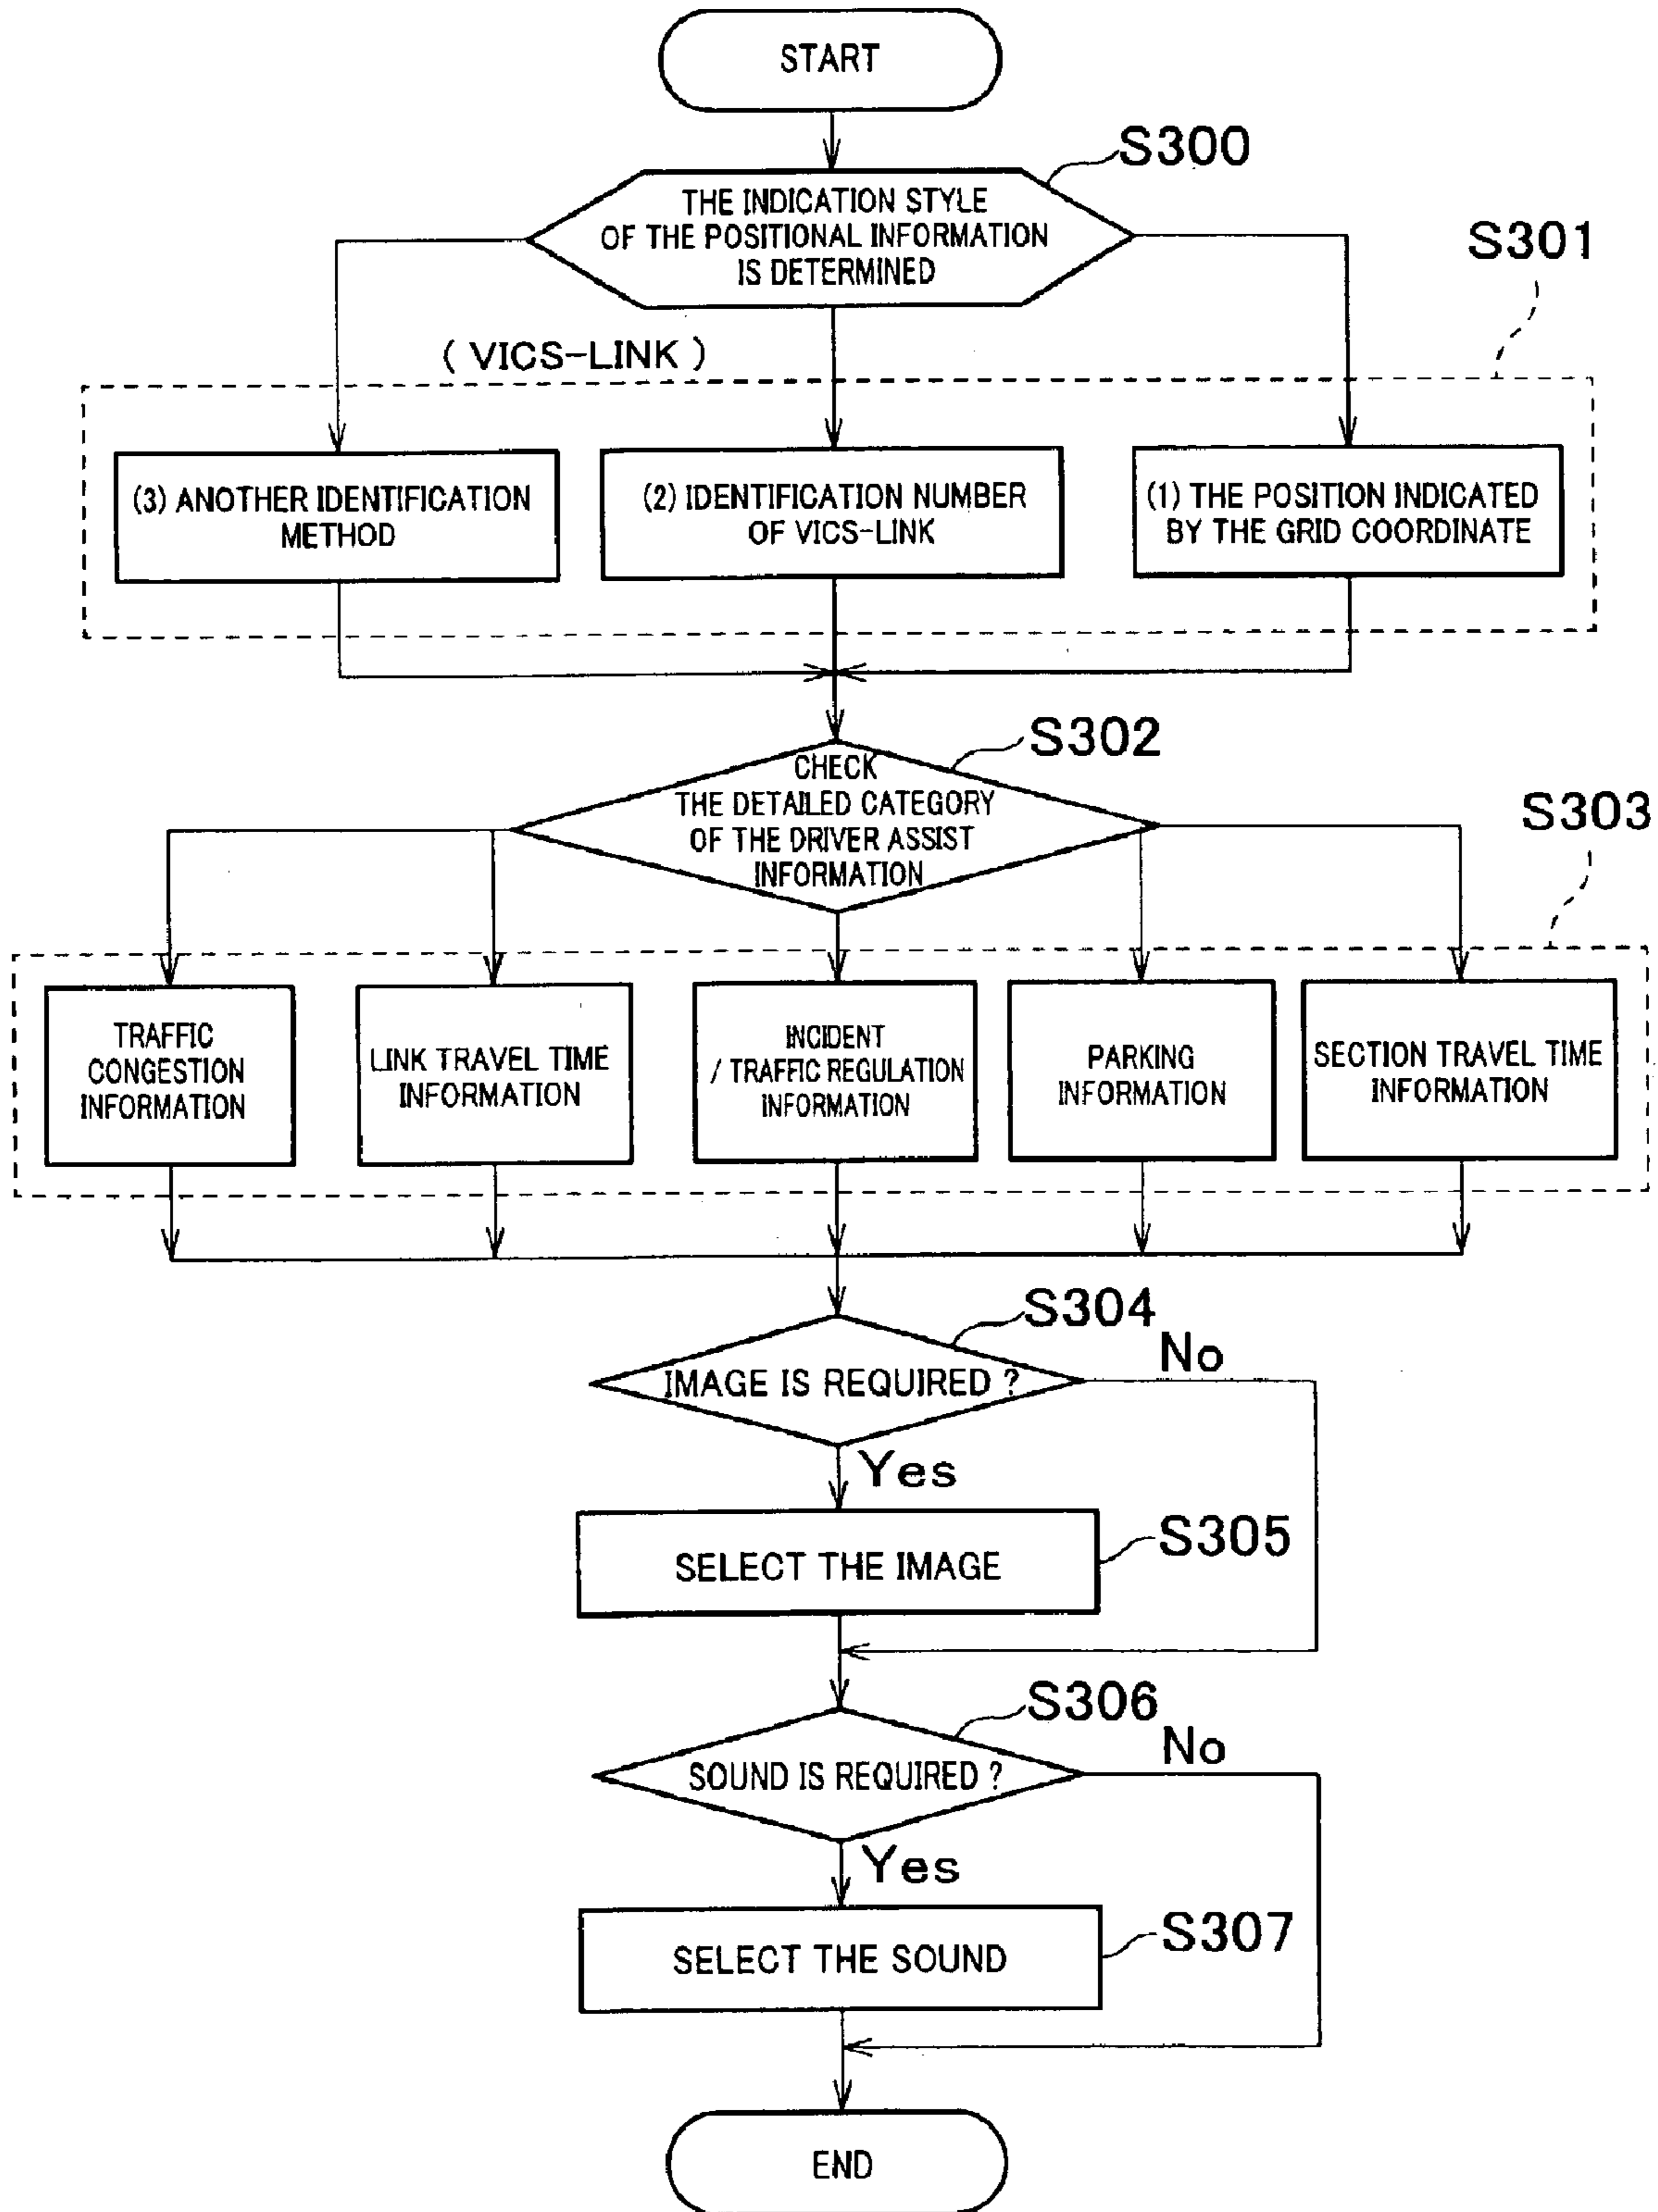 START
S300
THE INDICATION STYLE
OF THE POSITIONAL INFORMATION
IS DETERMINED
S301
( VICS-LINK )
(3) ANOTHER IDENTIFICATION
METHOD
(2) IDENTIFICATION NUMBER
OF VICS-LINK
(1) THE POSITION INDICATED
BY THE GRID COORDINATE
S302
CHECK
THE DETAILED CATEGORY
OF THE DRIVER ASSIST
INFORMATION
S303
TRAFFIC
CONGESTION
INFORMATION
LINK TRAVEL TIME
INFORMATION
INCIDENT
/ TRAFFIC REGULATION
INFORMATION
PARKING
INFORMATION
SECTION TRAVEL TIME
INFORMATION
S304
IMAGE IS REQUIRED ?
No
Yes
S305
SELECT THE IMAGE
S306
SOUND IS REQUIRED ?
No
Yes
S307
SELECT THE SOUND
END